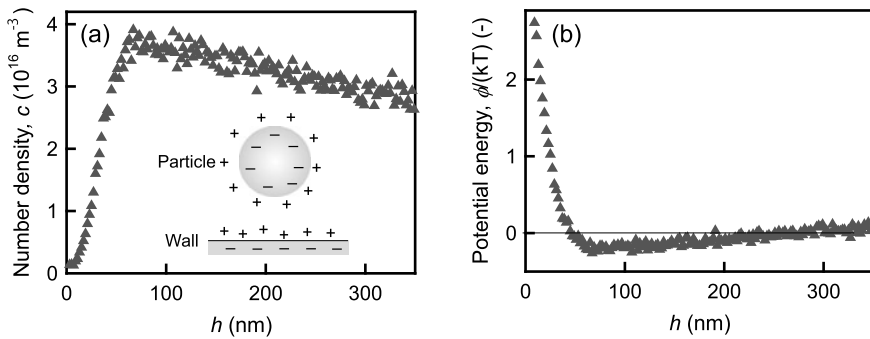 (a)
Number density, c (10¹⁶ m⁻³)
4
3
2
1
0
0 100 200 300
h (nm)
Particle
+ + + + + + + + + +
− − − − − − − −
Wall
+ + + + + +
− − − − −
(b)
Potential energy, ϕ/(kT) (-)
2
1
0
0 100 200 300
h (nm)